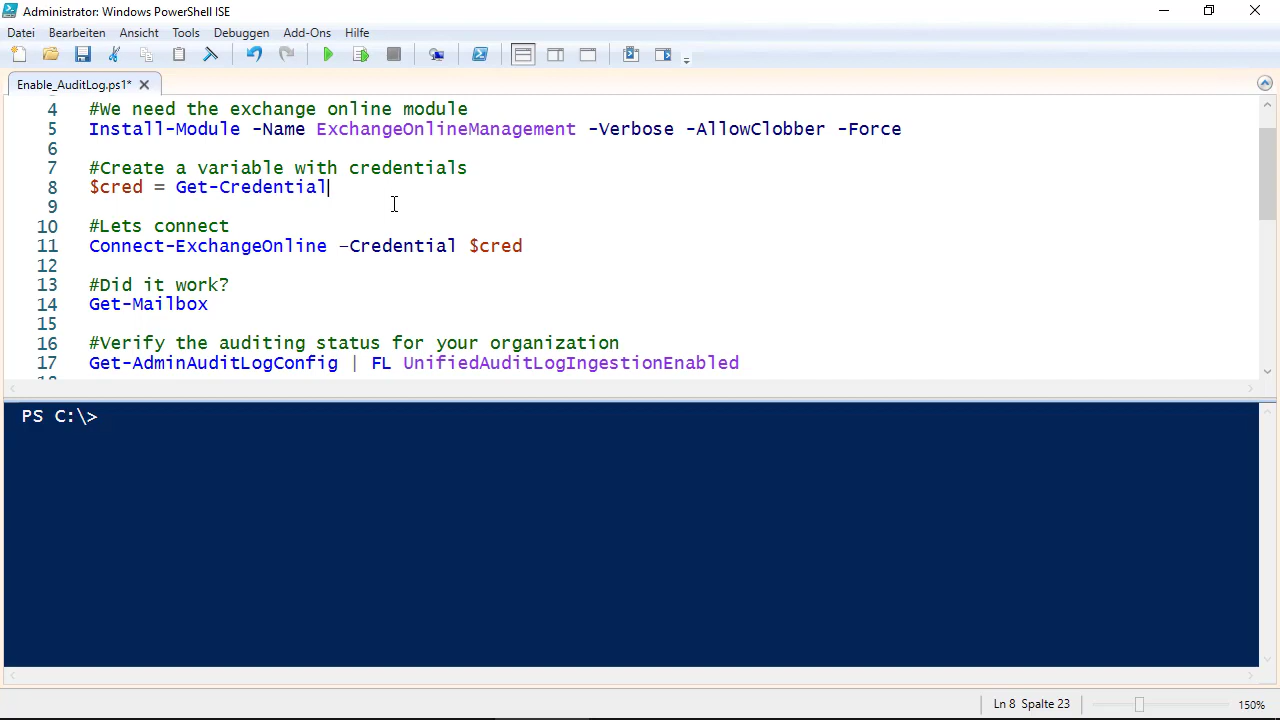 Administrator: Windows PowerShell ISE
Datei Bearbeiten Ansicht Tools Debuggen Add-Ons Hilfe
Enable_AuditLog.ps1*
4 #We need the exchange online module
5 Install-Module -Name ExchangeOnlineManagement -Verbose -AllowClobber -Force
6
7 #Create a variable with credentials
8 $cred = Get-Credential
9
10 #Lets connect
11 Connect-ExchangeOnline –Credential $cred
12
13 #Did it work?
14 Get-Mailbox
15
16 #Verify the auditing status for your organization
17 Get-AdminAuditLogConfig | FL UnifiedAuditLogIngestionEnabled
PS C:\>
Ln 8 Spalte 23
150%